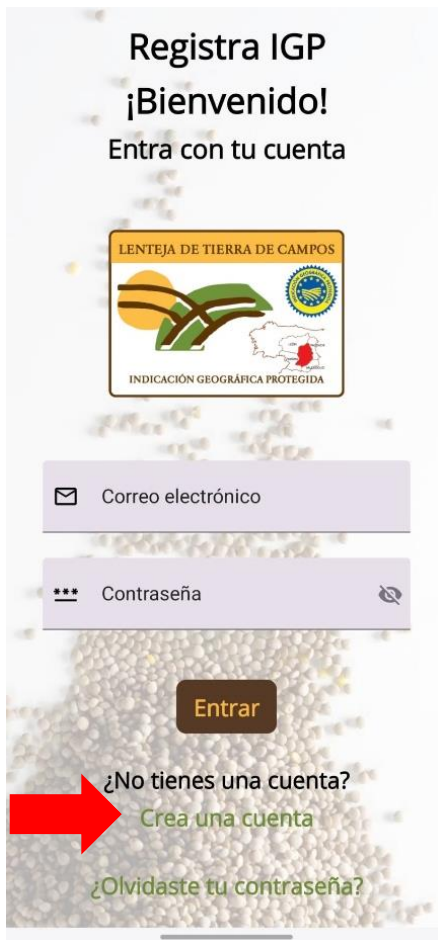 Registra IGP
¡Bienvenido!
Entra con tu cuenta
LENTEJA DE TIERRA DE CAMPOS
INDICACIÓN GEOGRÁFICA PROTEGIDA
Correo electrónico
***
Contraseña
Entrar
¿No tienes una cuenta?
Crea una cuenta
¿Olvidaste tu contraseña?